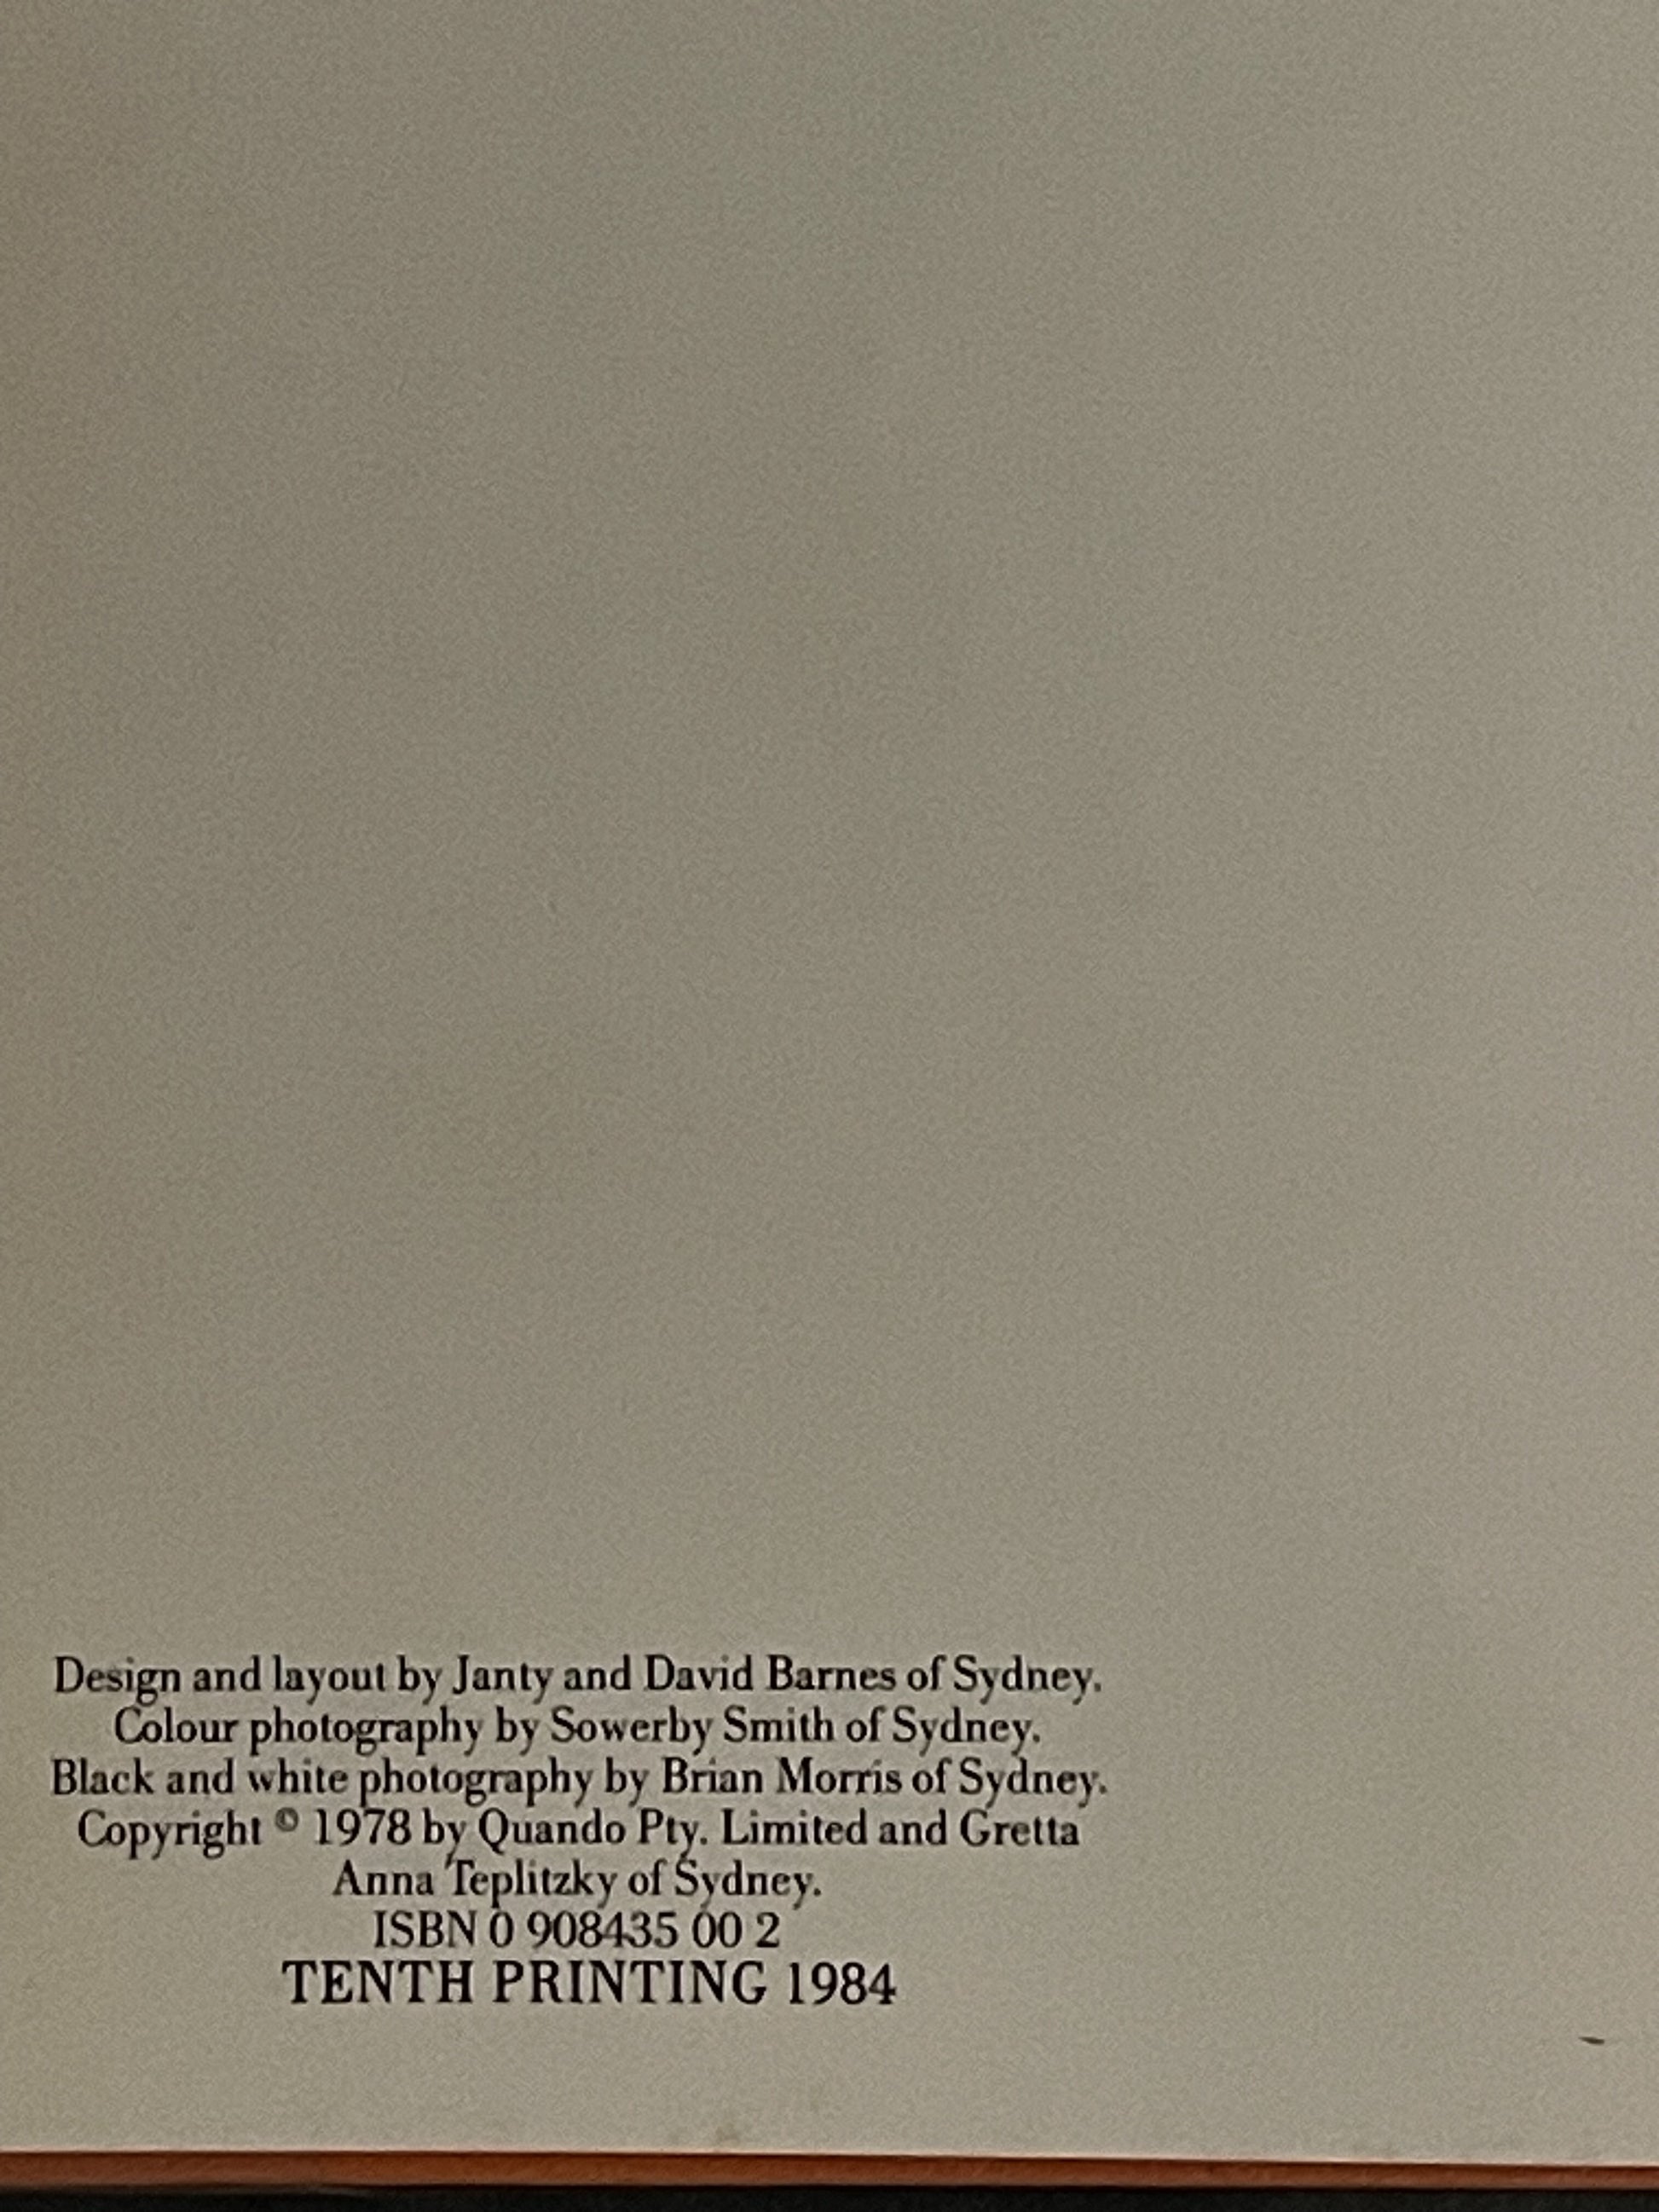 Design and layout by Janty and David Barnes of Sydney.
Colour photography by Sowerby Smith of Sydney.
Black and white photography by Brian Morris of Sydney.
Copyright © 1978 by Quando Pty. Limited and Gretta
Anna Teplitzky of Sydney.
ISBN 0 908435 00 2
TENTH PRINTING 1984